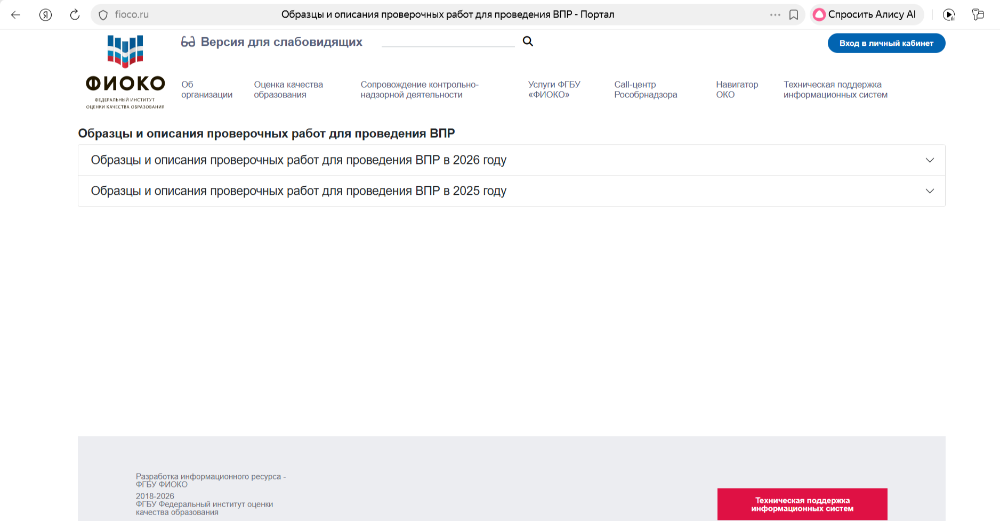 fioco.ru
Образцы и описания проверочных работ для проведения ВПР - Портал
Спросить Алису AI
Версия для слабовидящих
Вход в личный кабинет
ФИОКО
ФЕДЕРАЛЬНЫЙ ИНСТИТУТ
ОЦЕНКИ КАЧЕСТВА ОБРАЗОВАНИЯ
Об
организации
Оценка качества
образования
Сопровождение контрольно-
надзорной деятельности
Услуги ФГБУ
«ФИОКО»
Call-центр
Рособрнадзора
Навигатор
ОКО
Техническая поддержка
информационных систем
Образцы и описания проверочных работ для проведения ВПР
Образцы и описания проверочных работ для проведения ВПР в 2026 году
Образцы и описания проверочных работ для проведения ВПР в 2025 году
Разработка информационного ресурса -
ФГБУ ФИОКО
2018-2026
ФГБУ Федеральный институт оценки
качества образования
Техническая поддержка
информационных систем